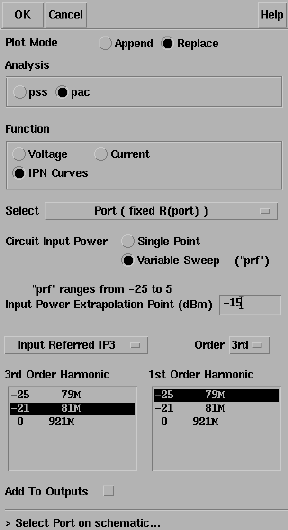 OK Cancel Help
Plot Mode Append Replace
Analysis
pss pac
Function
Voltage Current
IPN Curves
Select Port ( fixed R(port) )
Circuit Input Power Single Point
Variable Sweep ("prf")
"prf" ranges from -25 to 5
Input Power Extrapolation Point (dBm) -15
Input Referred IP3 Order 3rd
3rd Order Harmonic 1st Order Harmonic
-25 79M -25 79M
-21 81M -21 81M
0 921M 0 921M
Add To Outputs
> Select Port on schematic...